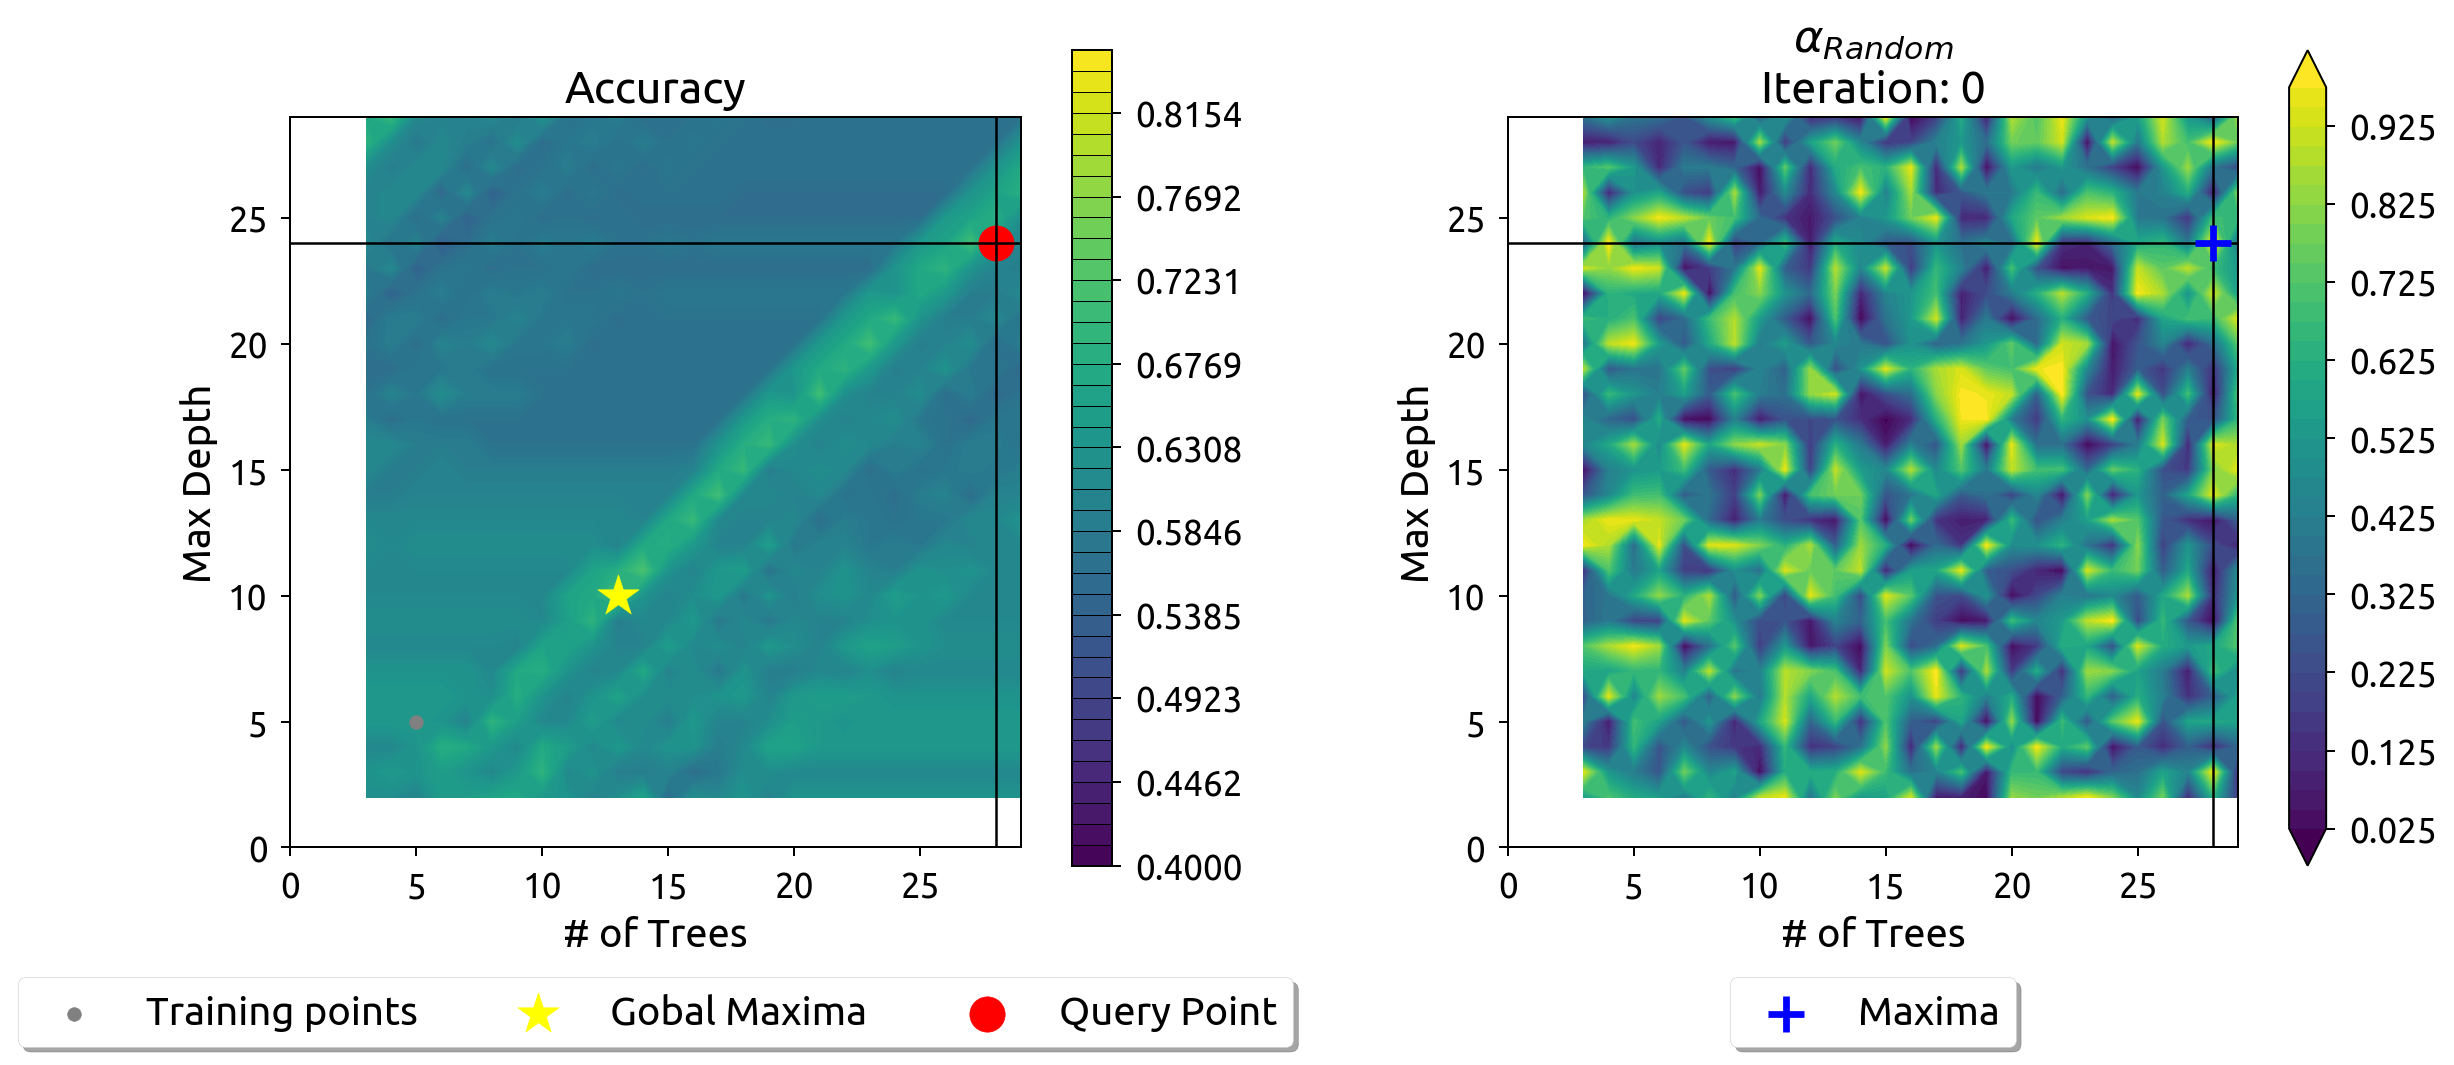 Accuracy
Max Depth
25
20
15
10
5
0
0 5 10 15 20 25
# of Trees
0.8154
0.7692
0.7231
0.6769
0.6308
0.5846
0.5385
0.4923
0.4462
0.4000
Training points Gobal Maxima Query Point
αRandom
Iteration: 0
Max Depth
25
20
15
10
5
0
0 5 10 15 20 25
# of Trees
0.925
0.825
0.725
0.625
0.525
0.425
0.325
0.225
0.125
0.025
Maxima